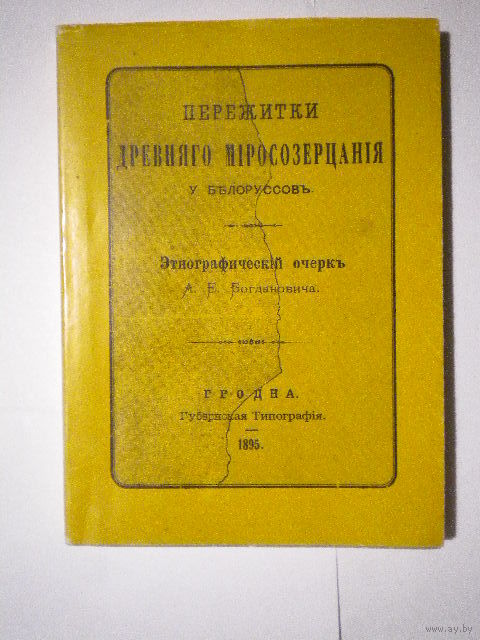 ПЕРЕЖИТКИ
ДРЕВНЯГО МІРОСОЗЕРЦАНІЯ
У БѢЛОРУССОВЪ.
Этнографическій очеркъ
А. Е. Богдановича.
ГРОДНА.
Губернская Типографія.
1895.
www.ay.by